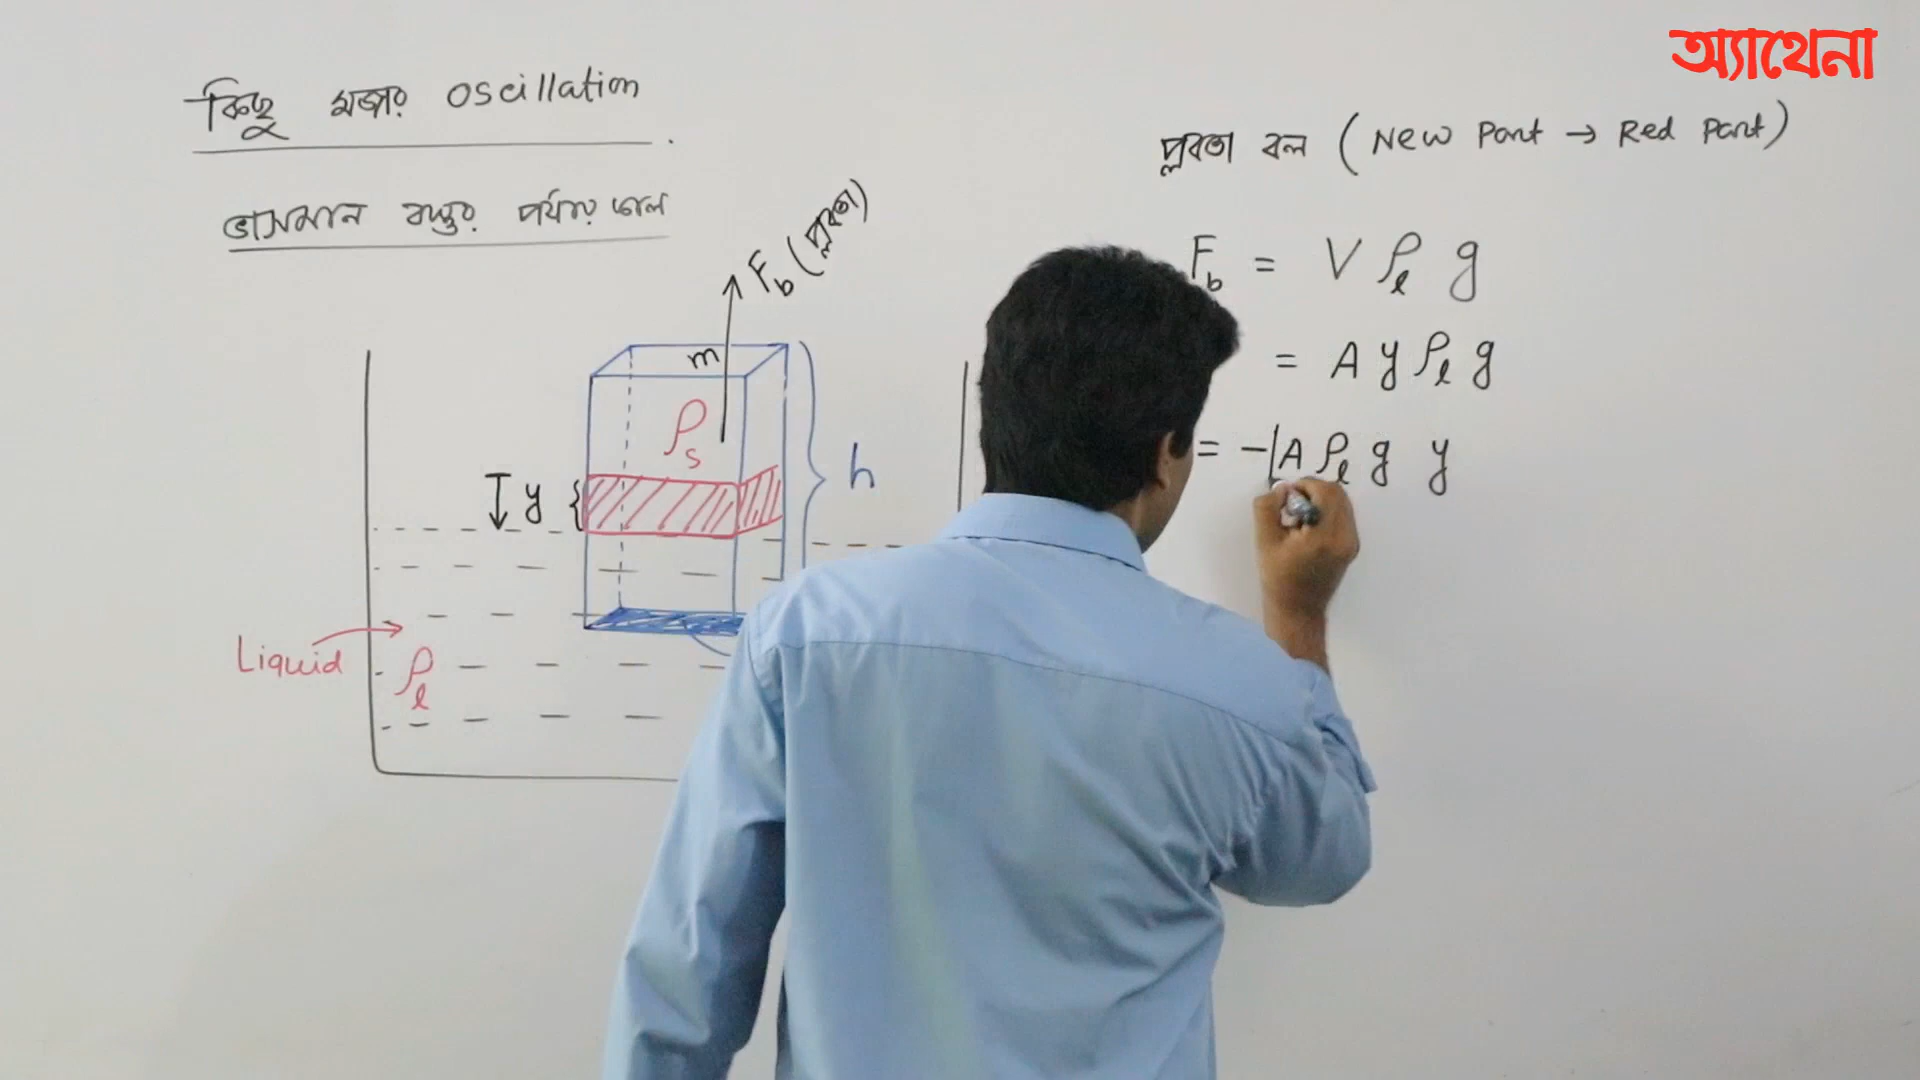 অ্যাথেনা
কিছু মজার oscillation
ভাসমান বস্তুর পর্যায়কাল
F_b (প্লবতা)
m
ρ_s
y
h
Liquid
ρ_l
প্লবতা বল (New Part → Red Part)
F_b = V ρ_l g
= A y ρ_l g
= - A ρ_l g y